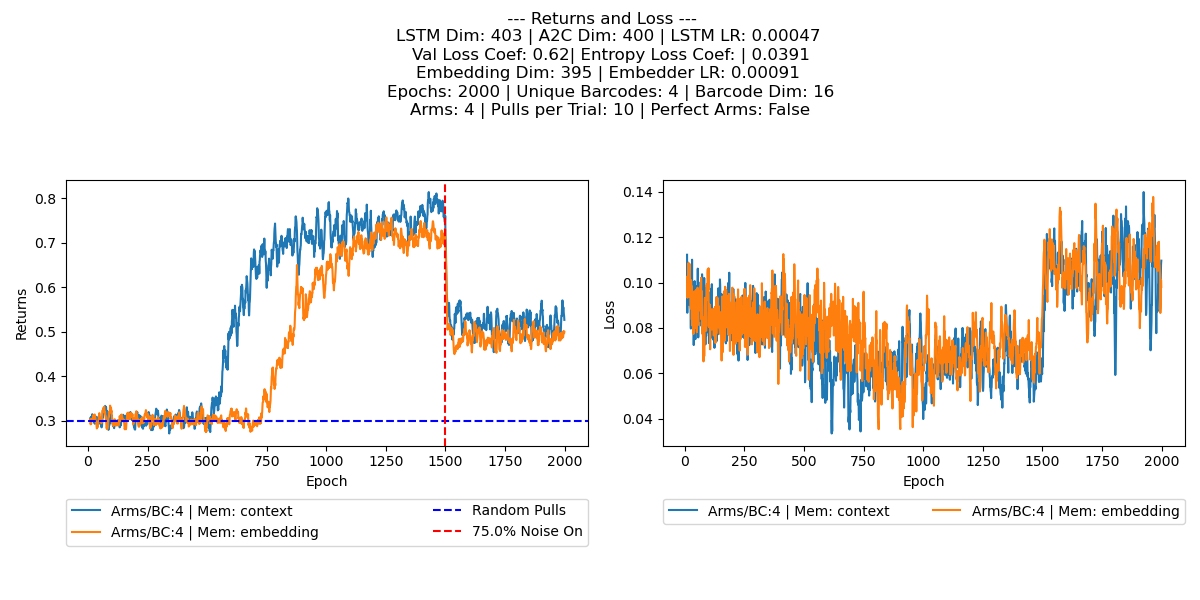 --- Returns and Loss ---
LSTM Dim: 403 | A2C Dim: 400 | LSTM LR: 0.00047
Val Loss Coef: 0.62| Entropy Loss Coef: | 0.0391
Embedding Dim: 395 | Embedder LR: 0.00091
Epochs: 2000 | Unique Barcodes: 4 | Barcode Dim: 16
Arms: 4 | Pulls per Trial: 10 | Perfect Arms: False
Returns
0.8
0.7
0.6
0.5
0.4
0.3
0 250 500 750 1000 1250 1500 1750 2000
Epoch
Arms/BC:4 | Mem: context
Arms/BC:4 | Mem: embedding
Random Pulls
75.0% Noise On
Loss
0.14
0.12
0.10
0.08
0.06
0.04
0 250 500 750 1000 1250 1500 1750 2000
Epoch
Arms/BC:4 | Mem: context
Arms/BC:4 | Mem: embedding